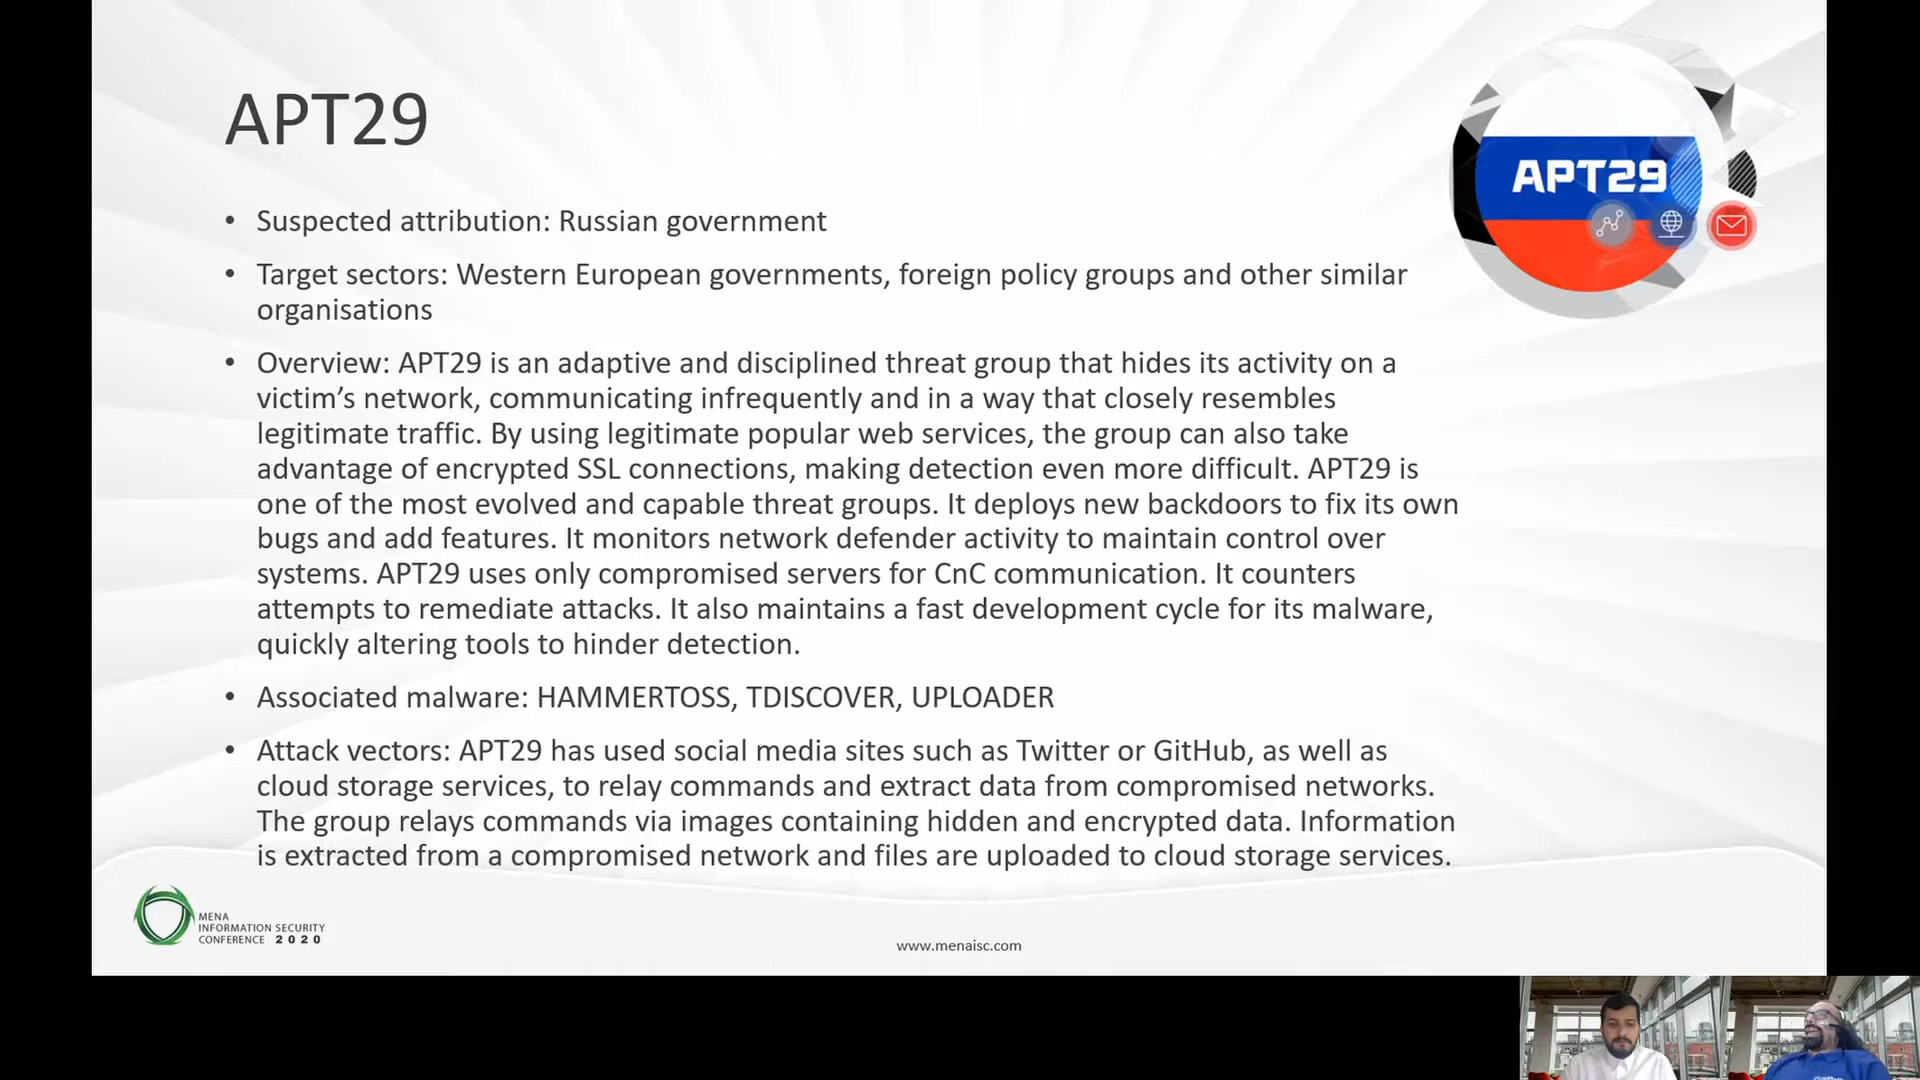 APT29
APT29
• Suspected attribution: Russian government
• Target sectors: Western European governments, foreign policy groups and other similar
organisations
• Overview: APT29 is an adaptive and disciplined threat group that hides its activity on a
victim’s network, communicating infrequently and in a way that closely resembles
legitimate traffic. By using legitimate popular web services, the group can also take
advantage of encrypted SSL connections, making detection even more difficult. APT29 is
one of the most evolved and capable threat groups. It deploys new backdoors to fix its own
bugs and add features. It monitors network defender activity to maintain control over
systems. APT29 uses only compromised servers for CnC communication. It counters
attempts to remediate attacks. It also maintains a fast development cycle for its malware,
quickly altering tools to hinder detection.
• Associated malware: HAMMERTOSS, TDISCOVER, UPLOADER
• Attack vectors: APT29 has used social media sites such as Twitter or GitHub, as well as
cloud storage services, to relay commands and extract data from compromised networks.
The group relays commands via images containing hidden and encrypted data. Information
is extracted from a compromised network and files are uploaded to cloud storage services.
MENA
INFORMATION SECURITY
CONFERENCE 2020
www.menaisc.com